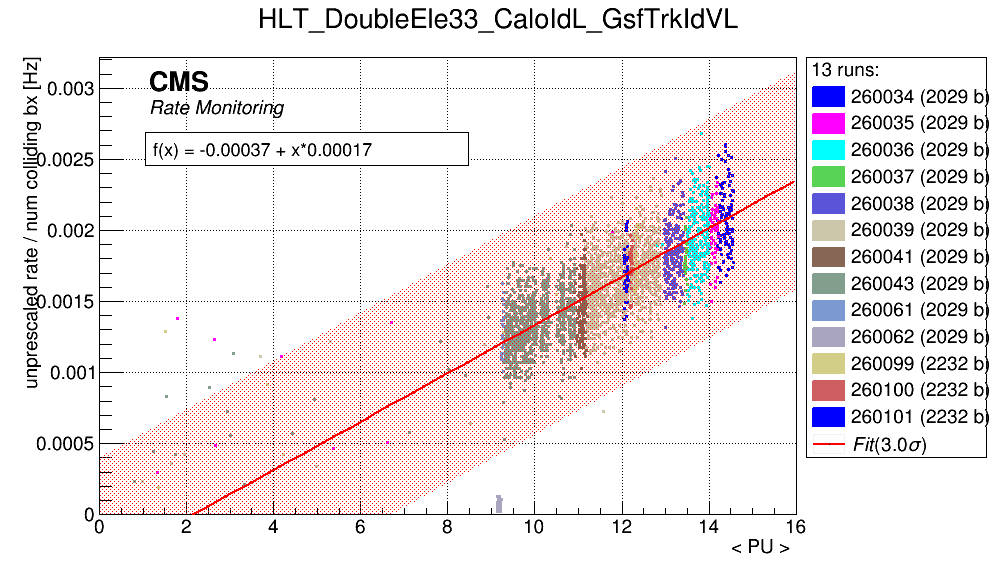 HLT_DoubleEle33_CaloIdL_GsfTrkIdVL
unprescaled rate / num colliding bx [Hz]
CMS
Rate Monitoring
f(x) = -0.00037 + x*0.00017
0.003
0.0025
0.002
0.0015
0.001
0.0005
0
0 2 4 6 8 10 12 14 16
< PU >
13 runs:
260034 (2029 b)
260035 (2029 b)
260036 (2029 b)
260037 (2029 b)
260038 (2029 b)
260039 (2029 b)
260041 (2029 b)
260043 (2029 b)
260061 (2029 b)
260062 (2029 b)
260099 (2232 b)
260100 (2232 b)
260101 (2232 b)
Fit(3.0σ)